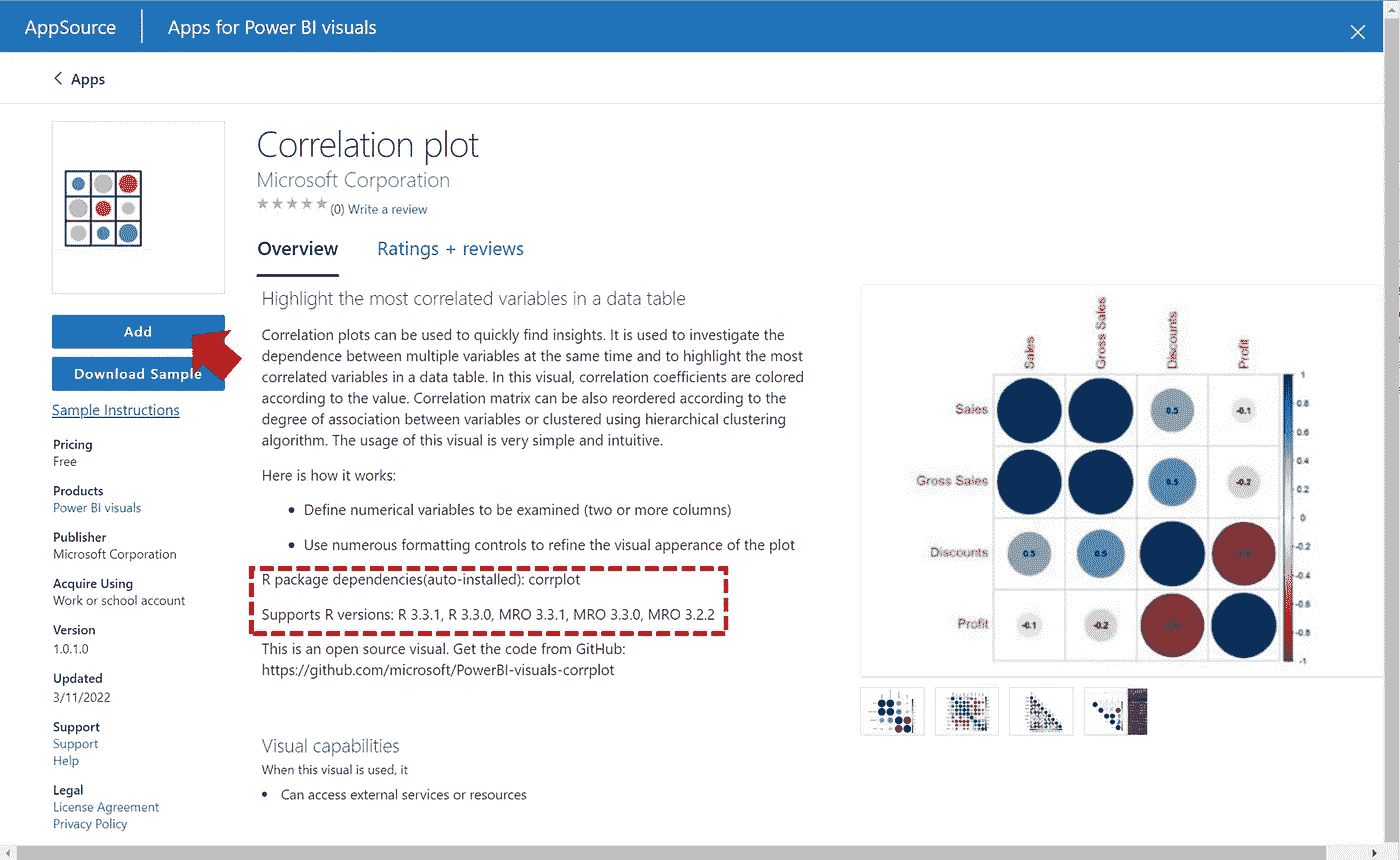 AppSource
Apps for Power BI visuals
Apps
Correlation plot
Microsoft Corporation
(0) Write a review
Overview
Ratings + reviews
Add
Download Sample
Sample Instructions
Pricing
Free
Products
Power BI visuals
Publisher
Microsoft Corporation
Acquire Using
Work or school account
Version
1.0.1.0
Updated
3/11/2022
Support
Support
Help
Legal
License Agreement
Privacy Policy
Highlight the most correlated variables in a data table
Correlation plots can be used to quickly find insights. It is used to investigate the
dependence between multiple variables at the same time and to highlight the most
correlated variables in a data table. In this visual, correlation coefficients are colored
according to the value. Correlation matrix can be also reordered according to the
degree of association between variables or clustered using hierarchical clustering
algorithm. The usage of this visual is very simple and intuitive.
Here is how it works:
• Define numerical variables to be examined (two or more columns)
• Use numerous formatting controls to refine the visual apperance of the plot
R package dependencies(auto-installed): corrplot
Supports R versions: R 3.3.1, R 3.3.0, MRO 3.3.1, MRO 3.3.0, MRO 3.2.2
This is an open source visual. Get the code from GitHub:
https://github.com/microsoft/PowerBI-visuals-corrplot
Visual capabilities
When this visual is used, it
• Can access external services or resources
Sales
Gross Sales
Discounts
Profit
Sales 0.5 -0.1
Gross Sales 0.5 -0.2
Discounts 0.5 0.5
Profit -0.1 -0.2
1
0.8
0.6
0.4
0.2
0
-0.2
-0.4
-0.6
-0.8
-1